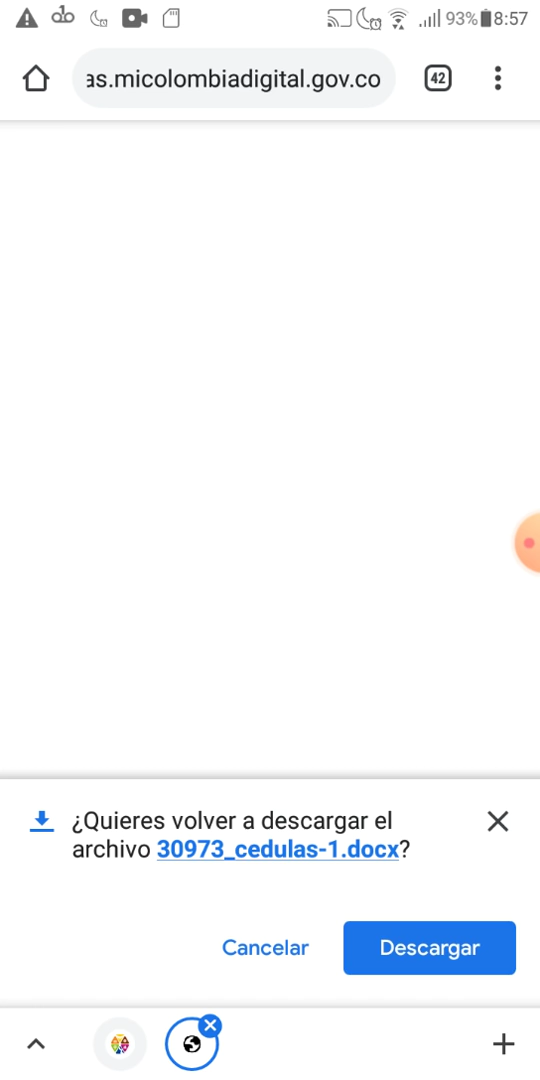 93% 8:57
as.micolombiadigital.gov.co 42
¿Quieres volver a descargar el
archivo 30973_cedulas-1.docx?
Cancelar Descargar